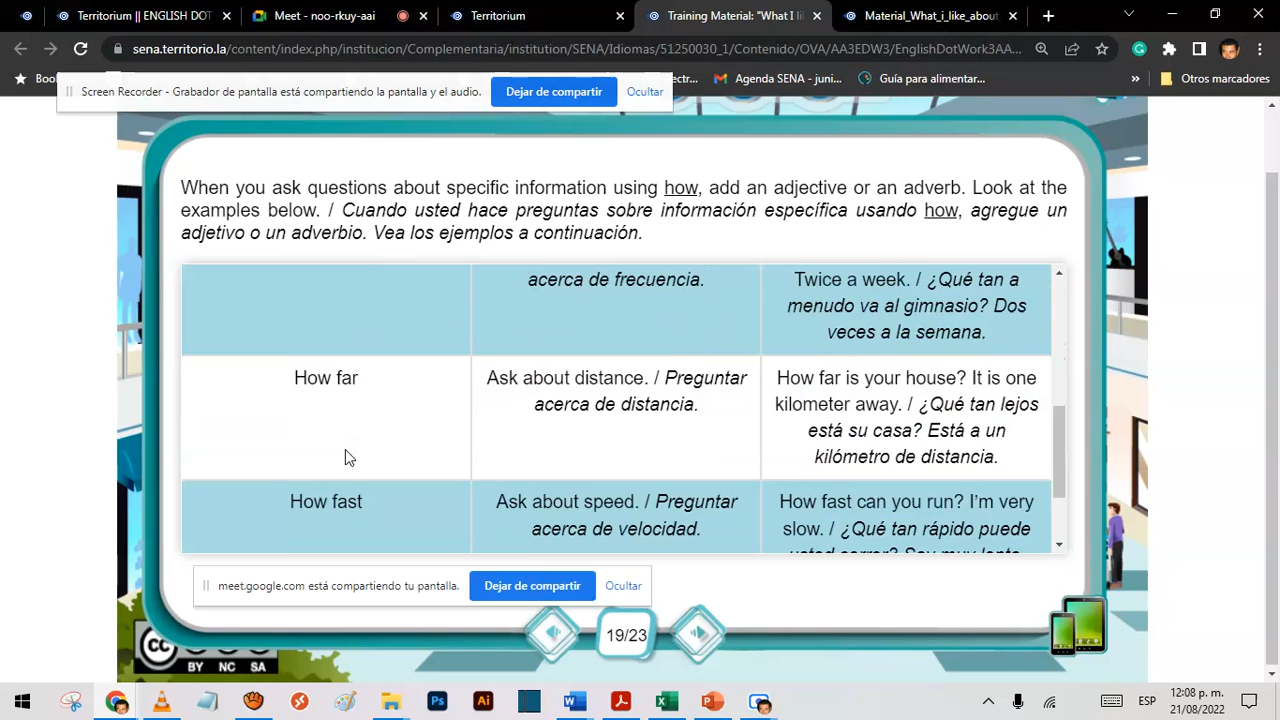 Territorium || ENGLISH DOT
Meet - noo-rkuy-aai
Territorium
Training Material: "What I li
Material_What_i_like_about
sena.territorio.la/content/index.php/institucion/Complementaria/institution/SENA/Idiomas/51250030_1/Contenido/OVA/AA3EDW3/EnglishDotWork3AA...
Agenda SENA - juni...
Guía para alimentar...
»
Otros marcadores
Screen Recorder - Grabador de pantalla está compartiendo la pantalla y el audio.
Dejar de compartir
Ocultar
When you ask questions about specific information using how, add an adjective or an adverb. Look at the
examples below. / Cuando usted hace preguntas sobre información específica usando how, agregue un
adjetivo o un adverbio. Vea los ejemplos a continuación.
acerca de frecuencia.
Twice a week. / ¿Qué tan a
menudo va al gimnasio? Dos
veces a la semana.
How far
Ask about distance. / Preguntar
acerca de distancia.
How far is your house? It is one
kilometer away. / ¿Qué tan lejos
está su casa? Está a un
kilómetro de distancia.
How fast
Ask about speed. / Preguntar
acerca de velocidad.
How fast can you run? I'm very
slow. / ¿Qué tan rápido puede
usted correr? Soy muy lento
meet.google.com está compartiendo tu pantalla.
Dejar de compartir
Ocultar
19/23
CC
BY NC SA
Ps
Ai
ESP
12:08 p. m.
21/08/2022